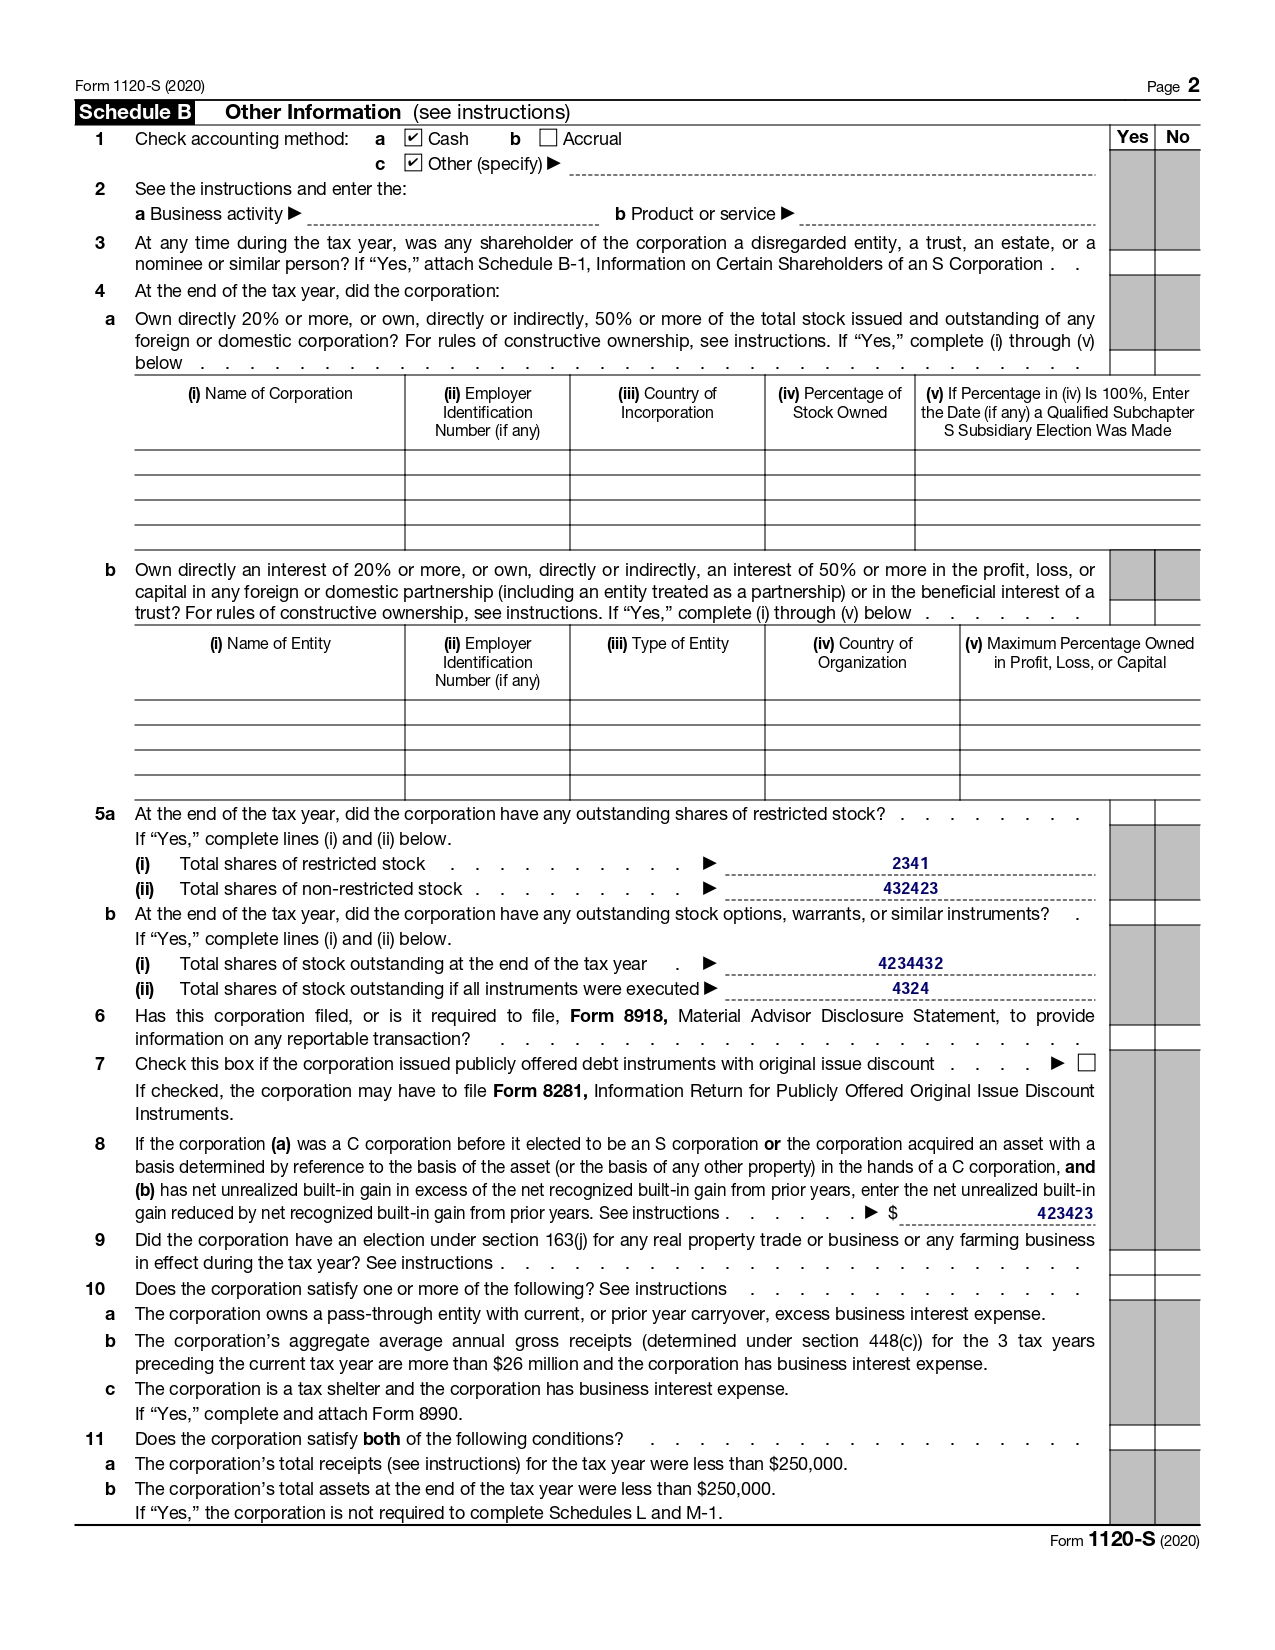 Form 1120-S (2020) Page 2
Schedule B Other Information (see instructions)
1 Check accounting method: a ✔ Cash b Accrual Yes No
c ✔ Other (specify) ▶
2 See the instructions and enter the:
a Business activity ▶ b Product or service ▶
3 At any time during the tax year, was any shareholder of the corporation a disregarded entity, a trust, an estate, or a
nominee or similar person? If “Yes,” attach Schedule B-1, Information on Certain Shareholders of an S Corporation . .
4 At the end of the tax year, did the corporation:
a Own directly 20% or more, or own, directly or indirectly, 50% or more of the total stock issued and outstanding of any
foreign or domestic corporation? For rules of constructive ownership, see instructions. If “Yes,” complete (i) through (v)
below . . . . . . . . . . . . . . . . . . . . . . . . . . . . . . . . . . . .
(i) Name of Corporation (ii) Employer (iii) Country of (iv) Percentage of (v) If Percentage in (iv) Is 100%, Enter
Identification Incorporation Stock Owned the Date (if any) a Qualified Subchapter
Number (if any) S Subsidiary Election Was Made
b Own directly an interest of 20% or more, or own, directly or indirectly, an interest of 50% or more in the profit, loss, or
capital in any foreign or domestic partnership (including an entity treated as a partnership) or in the beneficial interest of a
trust? For rules of constructive ownership, see instructions. If “Yes,” complete (i) through (v) below . . . . . . .
(i) Name of Entity (ii) Employer (iii) Type of Entity (iv) Country of (v) Maximum Percentage Owned
Identification Organization in Profit, Loss, or Capital
Number (if any)
5a At the end of the tax year, did the corporation have any outstanding shares of restricted stock? . . . . . . . .
If “Yes,” complete lines (i) and (ii) below.
(i) Total shares of restricted stock . . . . . . . . . . ▶ 2341
(ii) Total shares of non-restricted stock . . . . . . . . . ▶ 432423
b At the end of the tax year, did the corporation have any outstanding stock options, warrants, or similar instruments? .
If “Yes,” complete lines (i) and (ii) below.
(i) Total shares of stock outstanding at the end of the tax year . ▶ 4234432
(ii) Total shares of stock outstanding if all instruments were executed ▶ 4324
6 Has this corporation filed, or is it required to file, Form 8918, Material Advisor Disclosure Statement, to provide
information on any reportable transaction? . . . . . . . . . . . . . . . . . . . . . . . .
7 Check this box if the corporation issued publicly offered debt instruments with original issue discount . . . . ▶
If checked, the corporation may have to file Form 8281, Information Return for Publicly Offered Original Issue Discount
Instruments.
8 If the corporation (a) was a C corporation before it elected to be an S corporation or the corporation acquired an asset with a
basis determined by reference to the basis of the asset (or the basis of any other property) in the hands of a C corporation, and
(b) has net unrealized built-in gain in excess of the net recognized built-in gain from prior years, enter the net unrealized built-in
gain reduced by net recognized built-in gain from prior years. See instructions . . . . . . ▶ $ 423423
9 Did the corporation have an election under section 163(j) for any real property trade or business or any farming business
in effect during the tax year? See instructions . . . . . . . . . . . . . . . . . . . . . . . .
10 Does the corporation satisfy one or more of the following? See instructions . . . . . . . . . . . . . .
a The corporation owns a pass-through entity with current, or prior year carryover, excess business interest expense.
b The corporation’s aggregate average annual gross receipts (determined under section 448(c)) for the 3 tax years
preceding the current tax year are more than $26 million and the corporation has business interest expense.
c The corporation is a tax shelter and the corporation has business interest expense.
If “Yes,” complete and attach Form 8990.
11 Does the corporation satisfy both of the following conditions? . . . . . . . . . . . . . . . . . .
a The corporation’s total receipts (see instructions) for the tax year were less than $250,000.
b The corporation’s total assets at the end of the tax year were less than $250,000.
If “Yes,” the corporation is not required to complete Schedules L and M-1.
Form 1120-S (2020)